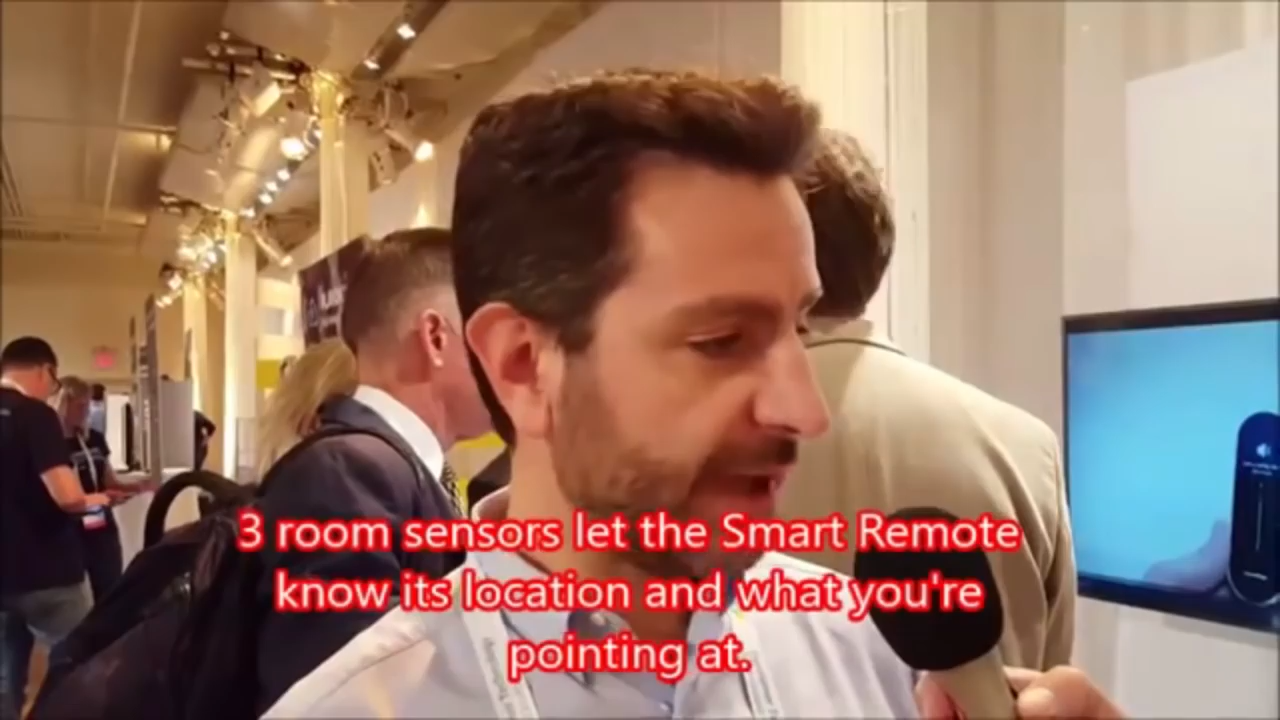 3 room sensors let the Smart Remote
know its location and what you're
pointing at.